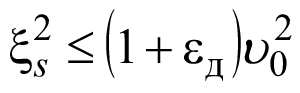 ξ_s^2 ≤ (1 + ε_д) υ_0^2